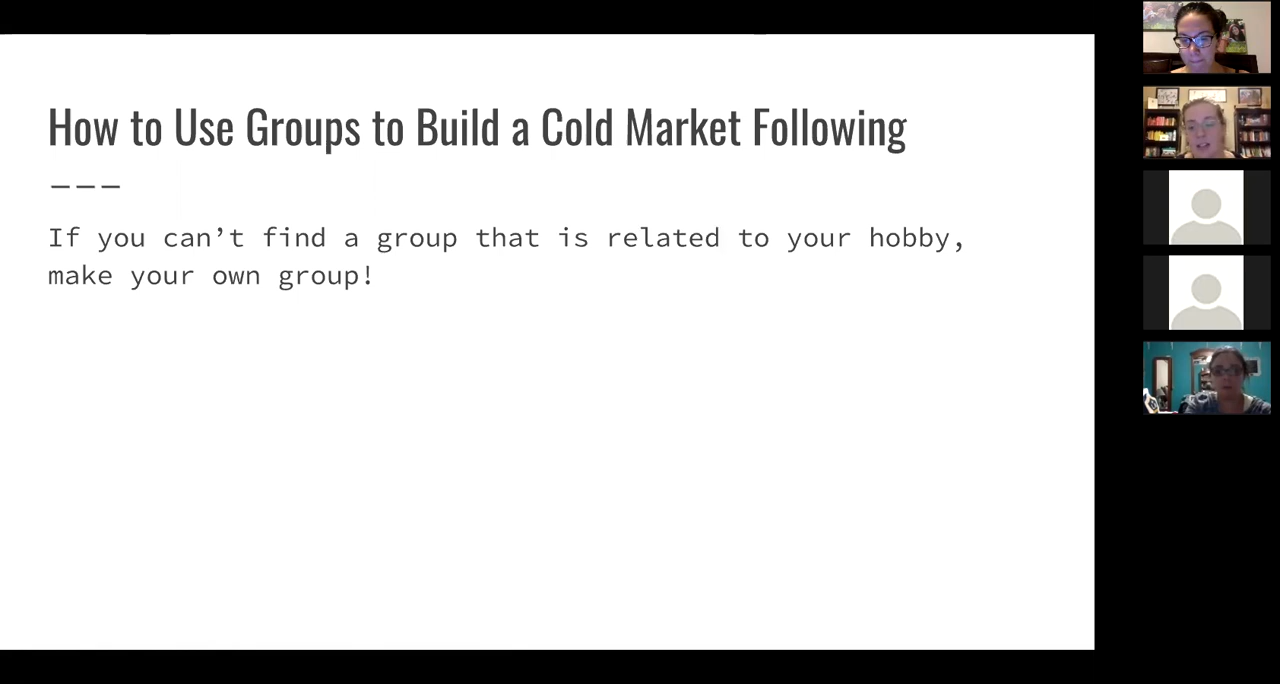 How to Use Groups to Build a Cold Market Following
If you can’t find a group that is related to your hobby,
make your own group!